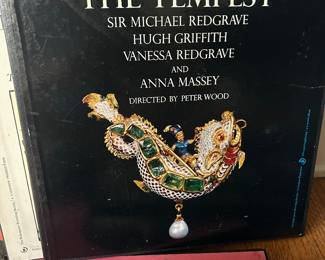 THE TEMPEST
SIR MICHAEL REDGRAVE
HUGH GRIFFITH
VANESSA REDGRAVE
AND
ANNA MASSEY
DIRECTED BY PETER WOOD